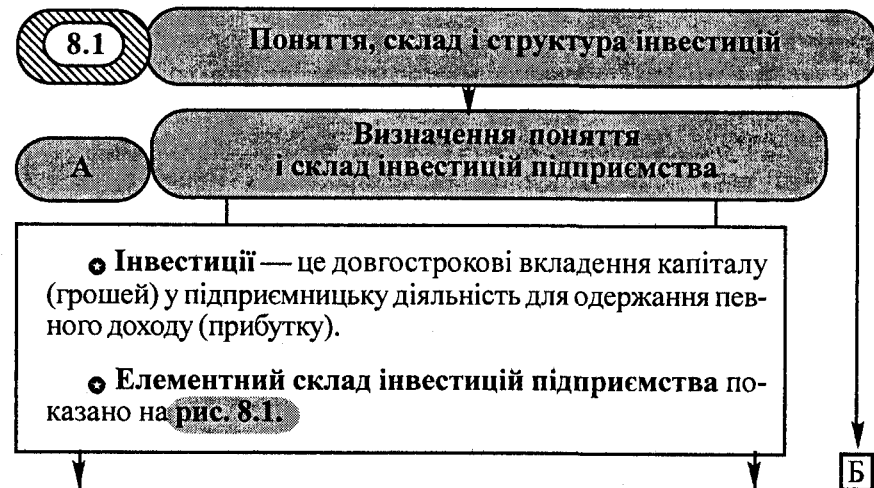 8.1 Поняття, склад і структура інвестицій
А
Визначення поняття
і склад інвестицій підприємства
Інвестиції — це довгострокові вкладення капіталу
(грошей) у підприємницьку діяльність для одержання пев-
ного доходу (прибутку).
Елементний склад інвестицій підприємства по-
казано на рис. 8.1.
Б